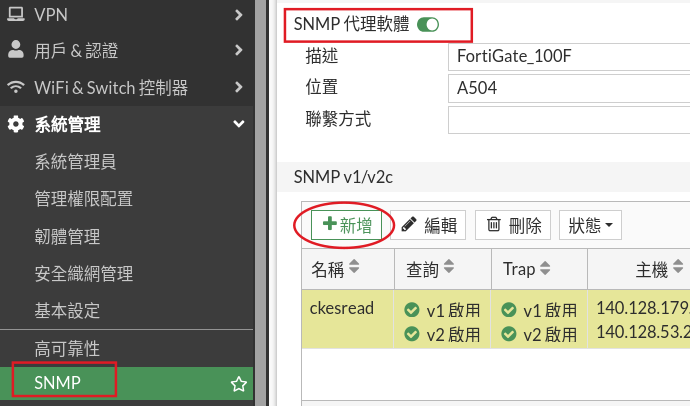 VPN
用戶 & 認證
WiFi & Switch 控制器
系統管理
系統管理員
管理權限配置
韌體管理
安全織網管理
基本設定
高可靠性
SNMP
SNMP 代理軟體
描述 FortiGate_100F
位置 A504
聯繫方式
SNMP v1/v2c
新增 編輯 刪除 狀態
名稱 查詢 Trap 主機
ckesread v1 啟用 v1 啟用 140.128.179.
v2 啟用 v2 啟用 140.128.53.2